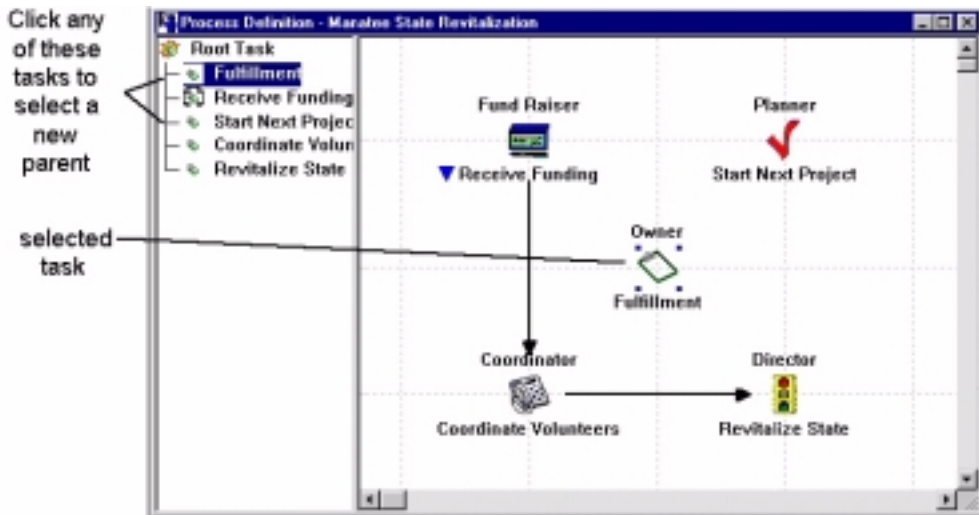 Click any
of these
tasks to
select a
new
parent
selected
task
Process Definition - Manatee State Revitalization
Root Task
Fulfillment
Receive Funding
Start Next Projec
Coordinate Volun
Revitalize State
Fund Raiser
Receive Funding
Planner
Start Next Project
Owner
Fulfillment
Coordinator
Coordinate Volunteers
Director
Revitalize State